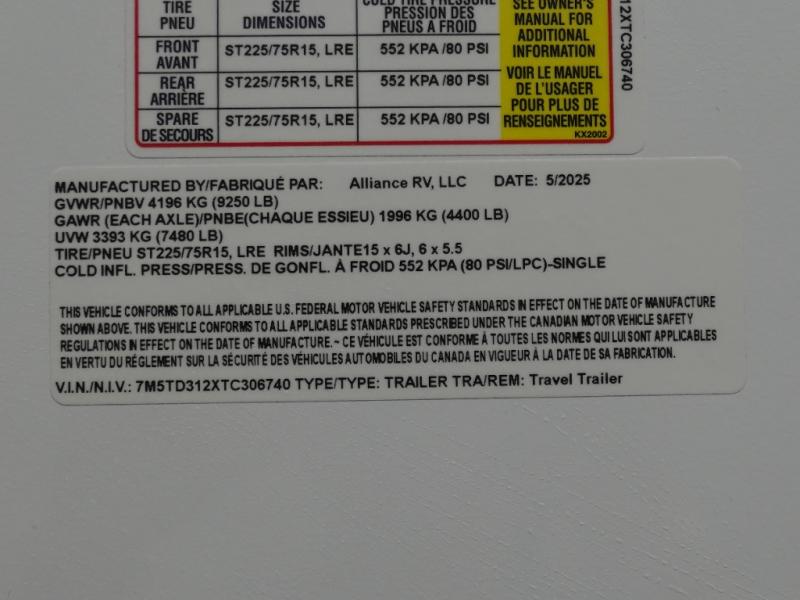 TIRE SIZE COLD TIRE PRESSURE SEE OWNER'S
PNEU DIMENSIONS PRESSION DES PNEUS A FROID MANUAL FOR
ADDITIONAL
INFORMATION
FRONT ST225/75R15, LRE 552 KPA /80 PSI
AVANT
REAR ST225/75R15, LRE 552 KPA /80 PSI
ARRIÈRE
SPARE ST225/75R15, LRE 552 KPA /80 PSI
DE SECOURS
VOIR LE MANUEL
DE L'USAGER
POUR PLUS DE
RENSEIGNEMENTS
KX2002
12XTC306740
MANUFACTURED BY/FABRIQUÉ PAR: Alliance RV, LLC DATE: 5/2025
GVWR/PNBV 4196 KG (9250 LB)
GAWR (EACH AXLE)/PNBE(CHAQUE ESSIEU) 1996 KG (4400 LB)
UVW 3393 KG (7480 LB)
TIRE/PNEU ST225/75R15, LRE RIMS/JANTE15 x 6J, 6 x 5.5
COLD INFL. PRESS/PRESS. DE GONFL. À FROID 552 KPA (80 PSI/LPC)-SINGLE
THIS VEHICLE CONFORMS TO ALL APPLICABLE U.S. FEDERAL MOTOR VEHICLE SAFETY STANDARDS IN EFFECT ON THE DATE OF MANUFACTURE
SHOWN ABOVE. THIS VEHICLE CONFORMS TO ALL APPLICABLE STANDARDS PRESCRIBED UNDER THE CANADIAN MOTOR VEHICLE SAFETY
REGULATIONS IN EFFECT ON THE DATE OF MANUFACTURE.~ CE VÉHICULE EST CONFORME À TOUTES LES NORMES QUI LUI SONT APPLICABLES
EN VERTU DU RÉGLEMENT SUR LA SÉCURITÉ DES VÉHICULES AUTOMOBILES DU CANADA EN VIGUEUR À LA DATE DE SA FABRICATION.
V.I.N./N.I.V.: 7M5TD312XTC306740 TYPE/TYPE: TRAILER TRA/REM: Travel Trailer